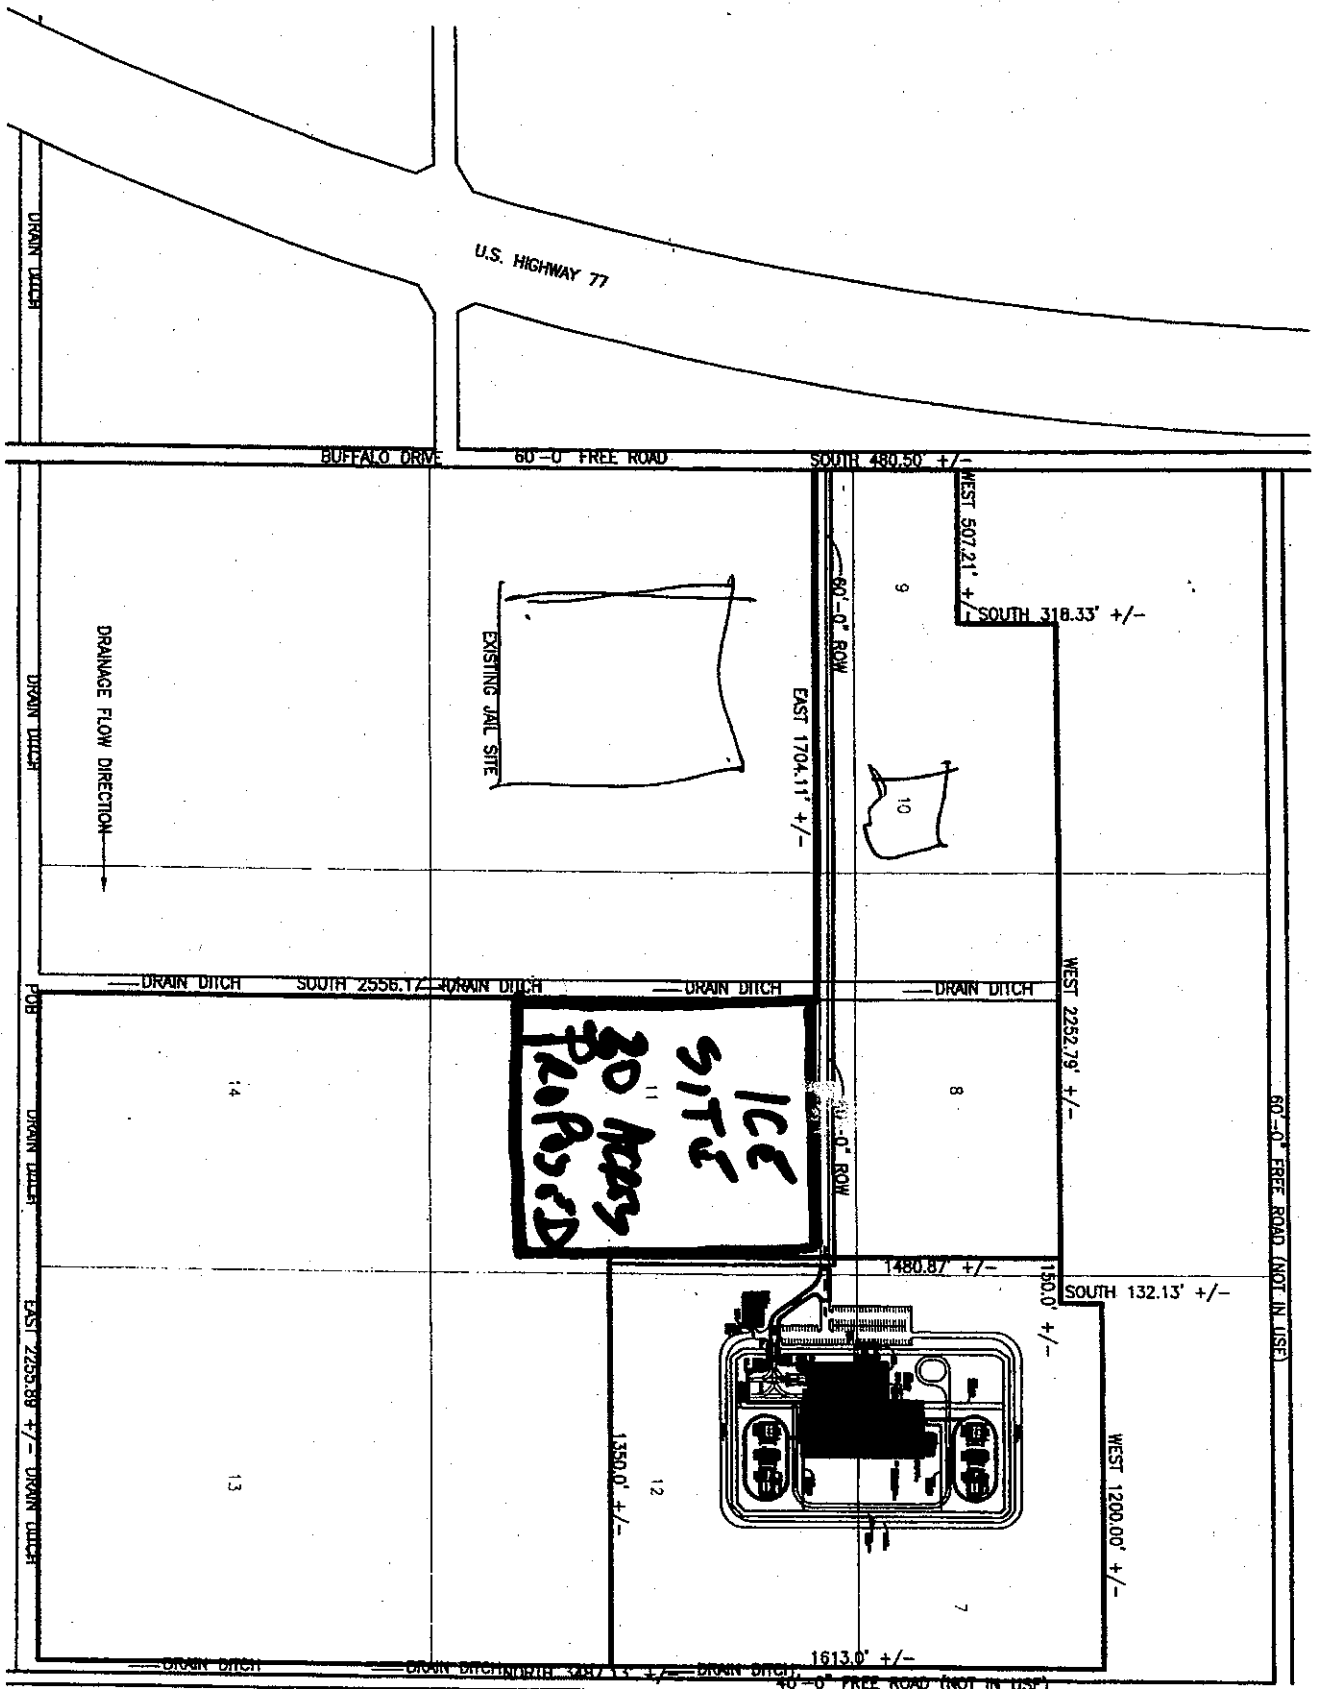 U.S. HIGHWAY 77
DRAIN DITCH
BUFFALO DRIVE
60'-0" FREE ROAD
SOUTH 480.50' +/-
WEST 507.21' +/-
SOUTH 318.33' +/-
9
60'-0" ROW
EXISTING JAIL SITE
EAST 1704.11' +/-
10
DRAINAGE FLOW DIRECTION
DRAIN DITCH
WEST 2252.79' +/-
DRAIN DITCH
SOUTH 2556.17'
DRAIN DITCH
DRAIN DITCH
DRAIN DITCH
POB
ICE
SITE
11
PROPOSED
14
8
-0" ROW
60'-0" FREE ROAD (NOT IN USE)
DRAIN DITCH
1480.87' +/-
150.0' +/-
SOUTH 132.13' +/-
EAST 2255.89' +/-
DRAIN DITCH
1350.0' +/-
12
13
WEST 1200.00' +/-
7
1613.0' +/-
DRAIN DITCH
DRAIN DITCH
NORTH
DRAIN DITCH
40'-0" FREE ROAD (NOT IN USE)